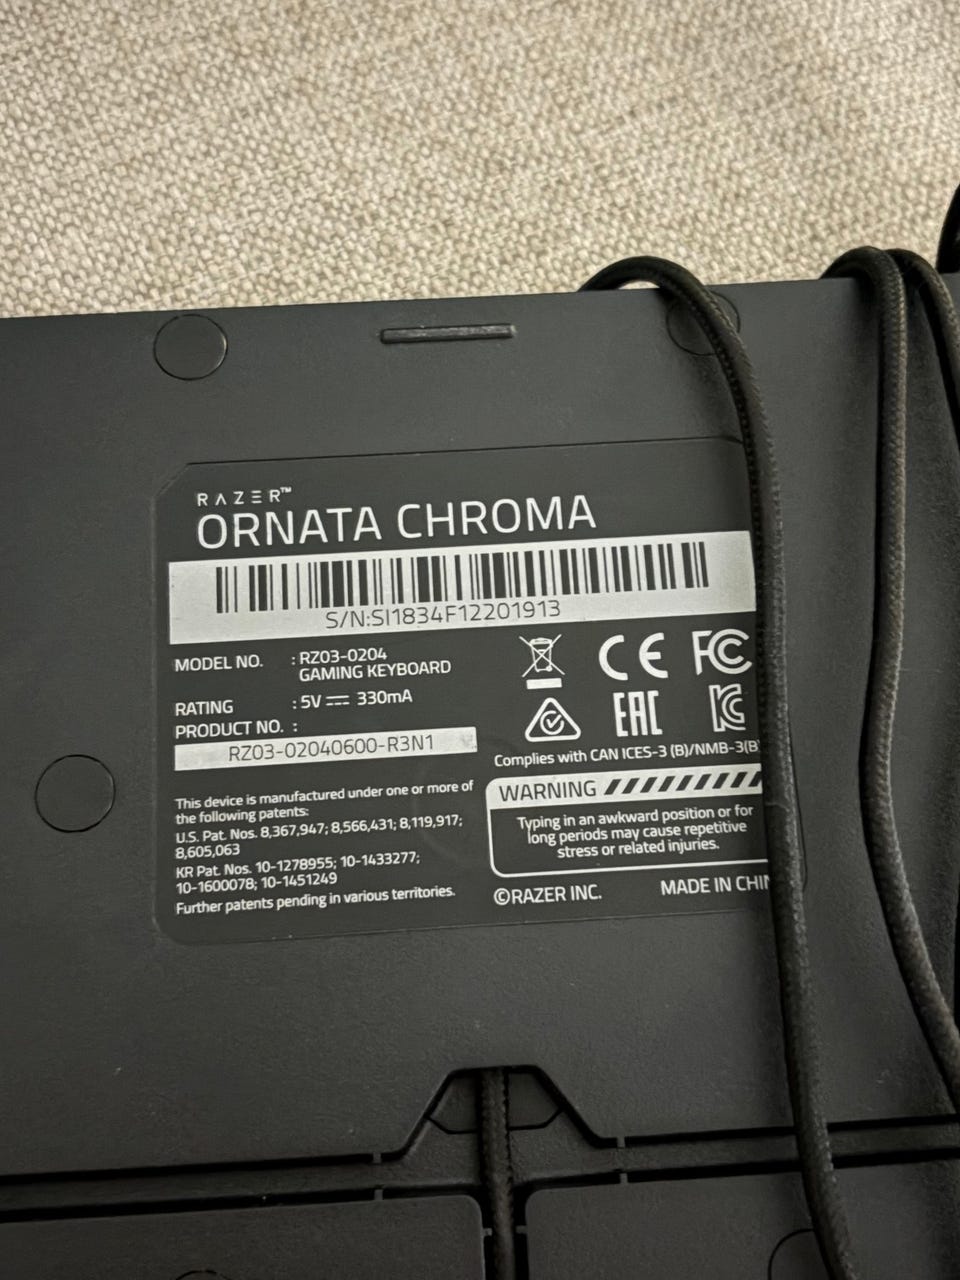 RAZER™
ORNATA CHROMA
S/N:SI1834F12201913
MODEL NO. : RZ03-0204
GAMING KEYBOARD
RATING : 5V ⎓ 330mA
PRODUCT NO. :
RZ03-02040600-R3N1
This device is manufactured under one or more of
the following patents:
U.S. Pat. Nos. 8,367,947; 8,566,431; 8,119,917;
8,605,063
KR Pat. Nos. 10-1278955; 10-1433277;
10-1600078; 10-1451249
Further patents pending in various territories.
CE FC
EAC KC
Complies with CAN ICES-3 (B)/NMB-3(B
WARNING
Typing in an awkward position or for
long periods may cause repetitive
stress or related injuries.
©RAZER INC. MADE IN CHIN